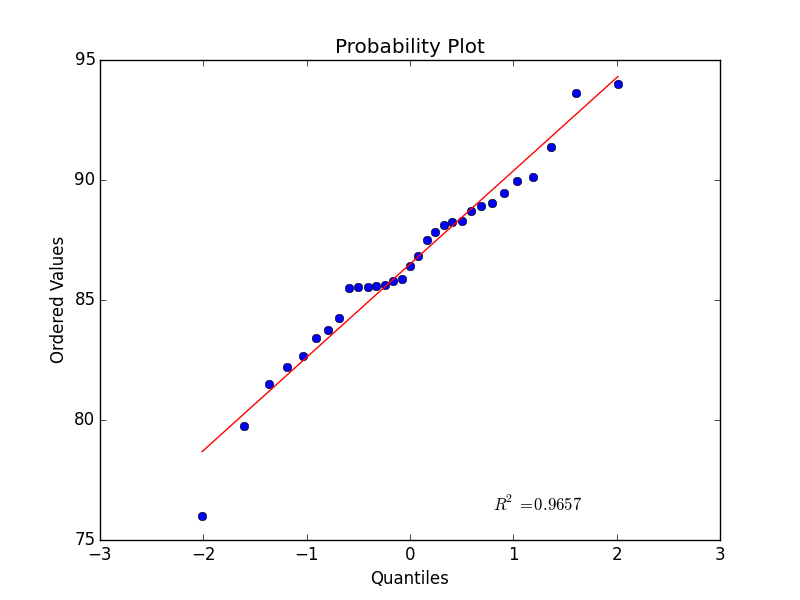 Probability Plot
95
90
85
80
75
Ordered Values
R² =0.9657
−3 −2 −1 0 1 2 3
Quantiles